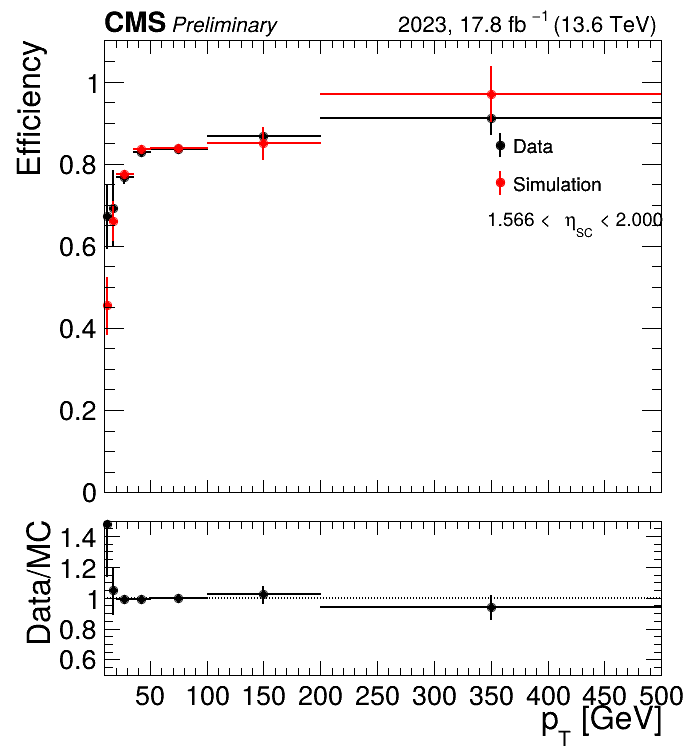 CMS Preliminary 2023, 17.8 fb⁻¹ (13.6 TeV)
Efficiency
1
0.8
0.6
0.4
0.2
0
Data
Simulation
1.566 < η_SC < 2.000
Data/MC
1.4
1.2
1
0.8
0.6
50 100 150 200 250 300 350 400 450 500
p_T [GeV]